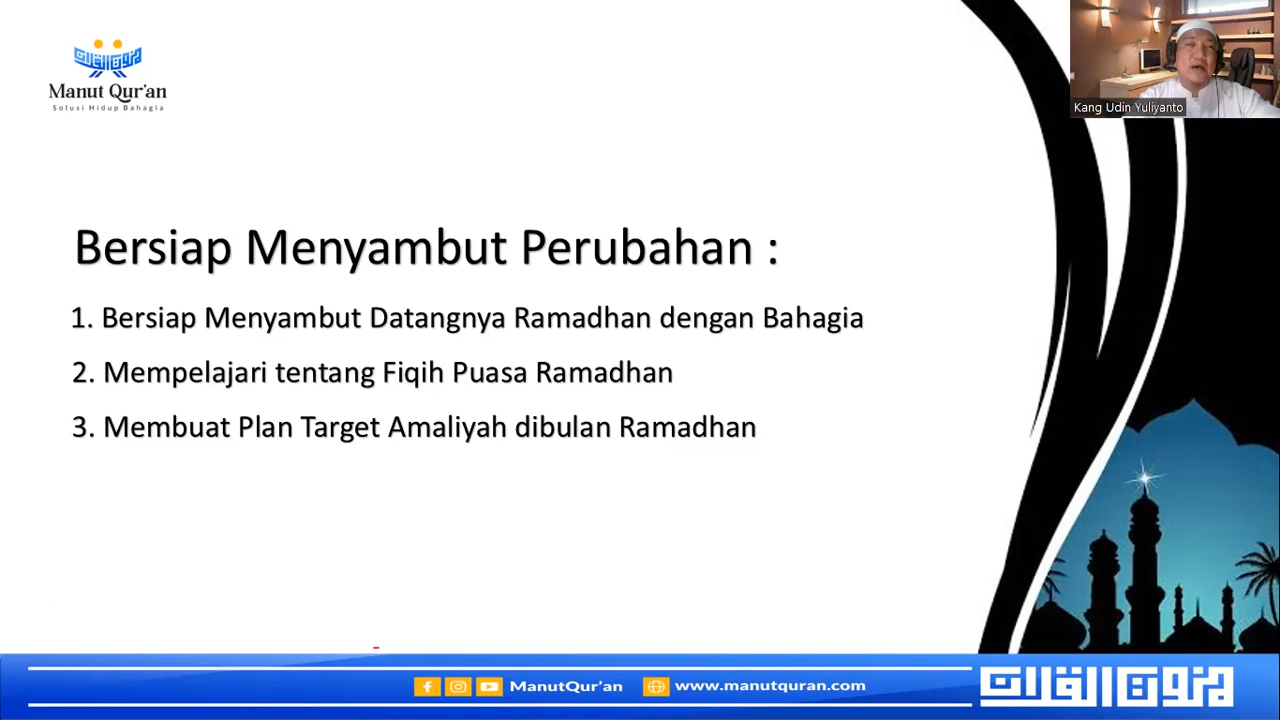 Manut Qur'an
Solusi Hidup Bahagia
Kang Udin Yuliyanto
Bersiap Menyambut Perubahan :
1. Bersiap Menyambut Datangnya Ramadhan dengan Bahagia
2. Mempelajari tentang Fiqih Puasa Ramadhan
3. Membuat Plan Target Amaliyah dibulan Ramadhan
ManutQur'an
www.manutquran.com